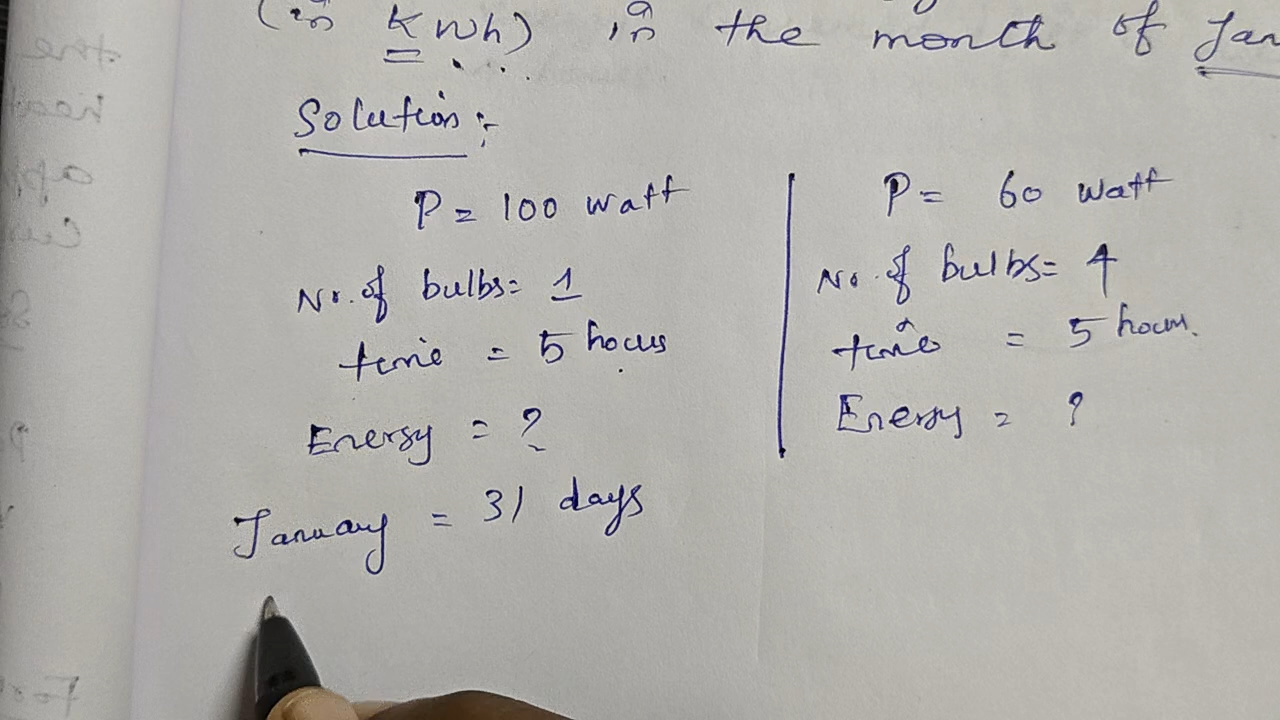 (in kWh) in the month of Jan
Solution :-
P = 100 watt
No. of bulbs = 1
time = 5 hours
Energy = ?
January = 31 days
P = 60 watt
No. of bulbs = 4
time = 5 hours.
Energy = ?